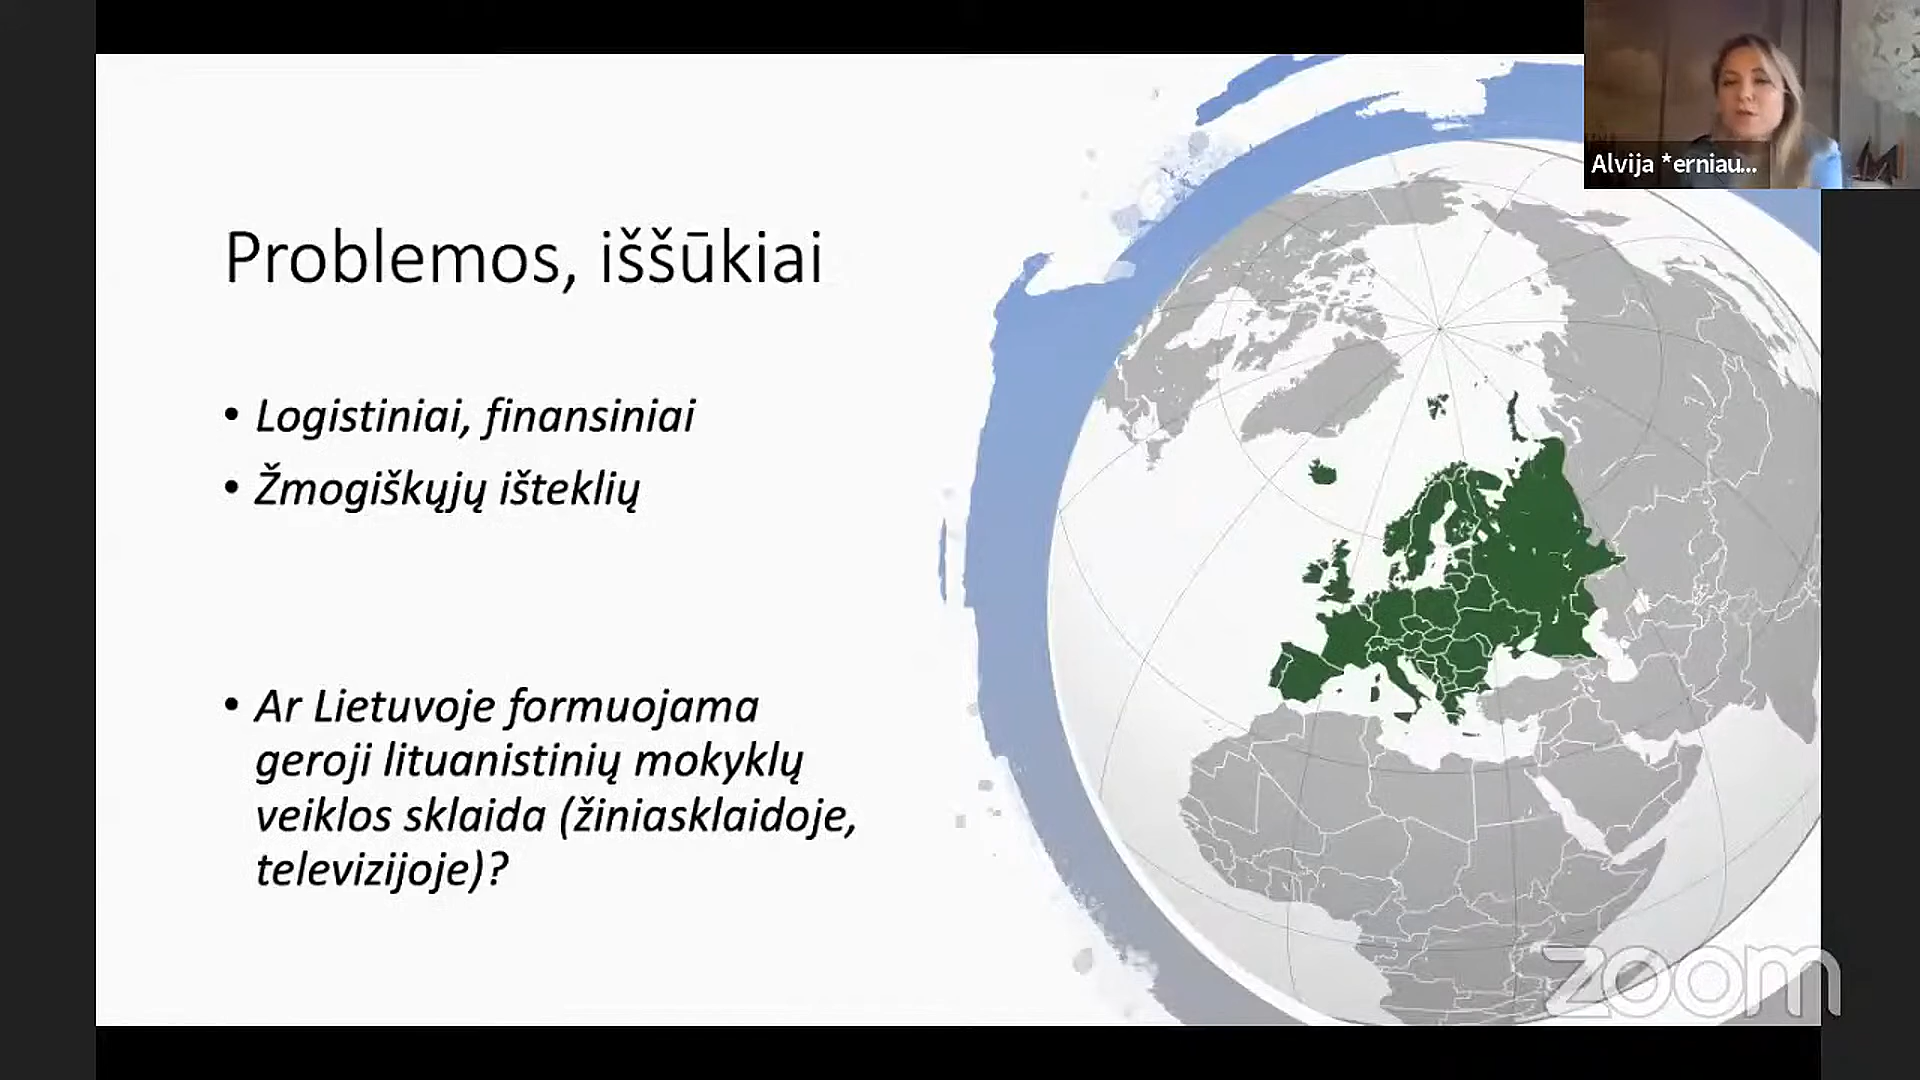 Alvija *erniau...
Problemos, iššūkiai
• Logistiniai, finansiniai
• Žmogiškųjų išteklių
• Ar Lietuvoje formuojama
geroji lituanistinių mokyklų
veiklos sklaida (žiniasklaidoje,
televizijoje)?
zoom